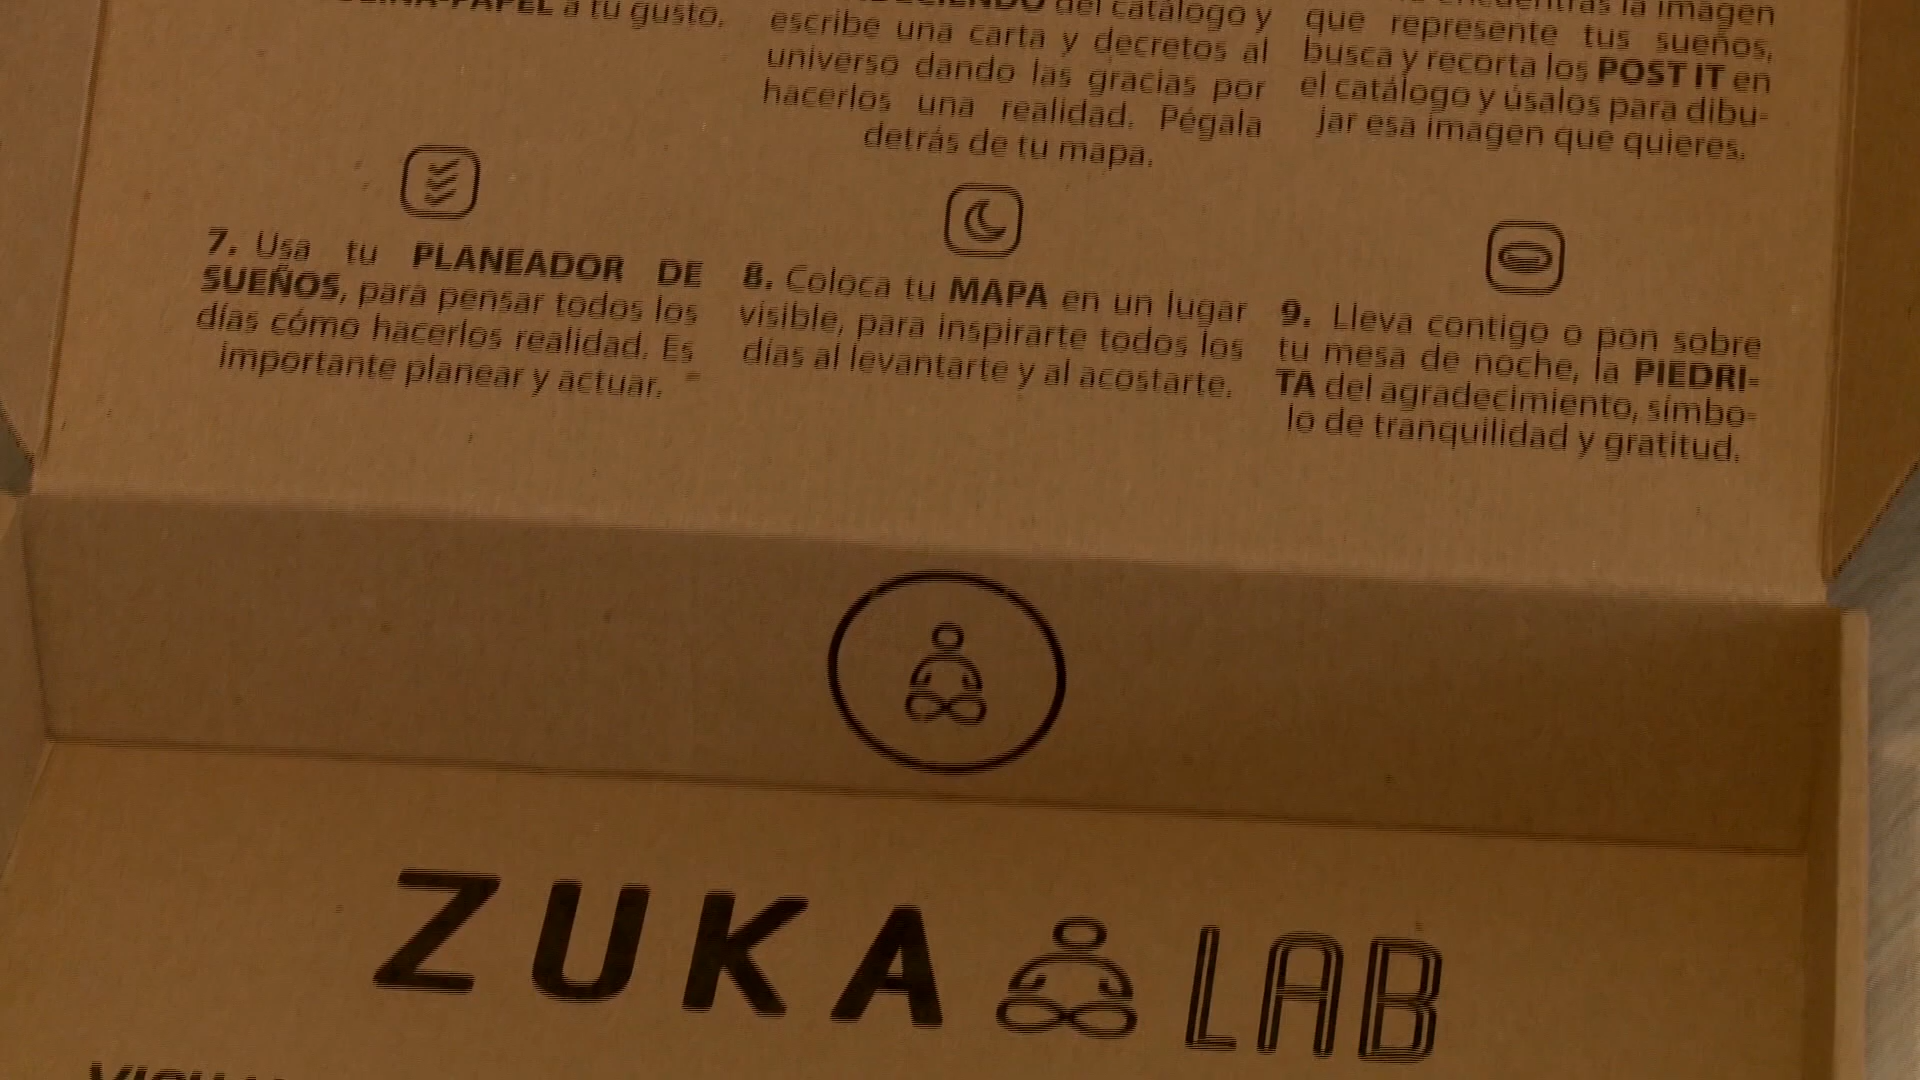 a tu gusto.
del catálogo y
escribe una carta y decretos al
universo dando las gracias por
hacerlos una realidad. Pégala
detrás de tu mapa.
la imagen
que represente tus sueños,
busca y recorta los POST IT en
el catálogo y úsalos para dibu-
jar esa imagen que quieres.
7. Usa tu PLANEADOR DE
SUEÑOS, para pensar todos los
días cómo hacerlos realidad. Es
importante planear y actuar.
8. Coloca tu MAPA en un lugar
visible, para inspirarte todos los
días al levantarte y al acostarte.
9. Lleva contigo o pon sobre
tu mesa de noche, la PIEDRI-
TA del agradecimiento, símbo-
lo de tranquilidad y gratitud.
ZUKA LAB